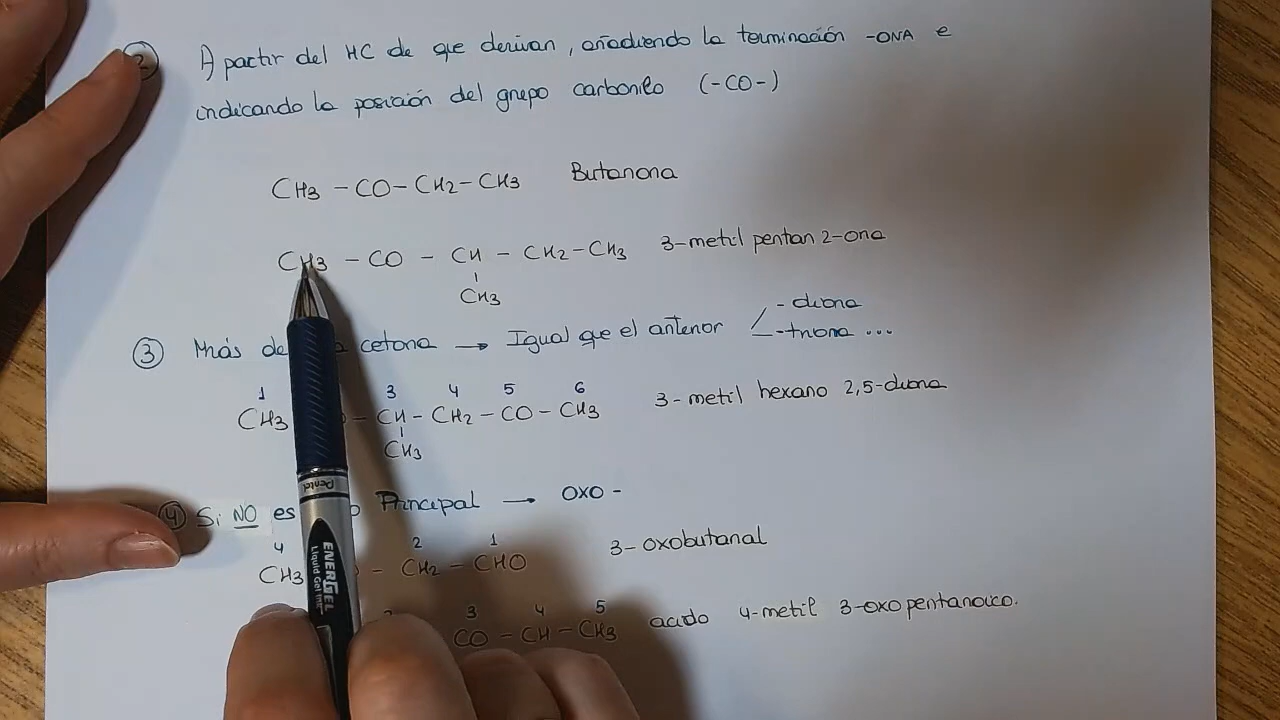 ② A partir del HC de que derivan, añadiendo la terminación -ONA e
indicando la posición del grupo carbonilo (-CO-)
CH3 - CO - CH2 - CH3 Butanona
CH3 - CO - CH - CH2 - CH3 3-metil pentan 2-ona
CH3
③ Más de cetona → Igual que el anterior - diona
- triona ...
1 3 4 5 6
CH3 - CH - CH2 - CO - CH3 3-metil hexano 2,5-diona
CH3
④ Si NO es Principal → OXO -
4 2 1
CH3 - CH2 - CHO 3-oxobutanal
3 4 5
CO - CH - CH3 acido 4-metil 3-oxopentanoico.
Pentel
ENERGEL
Liquid Gel Ink